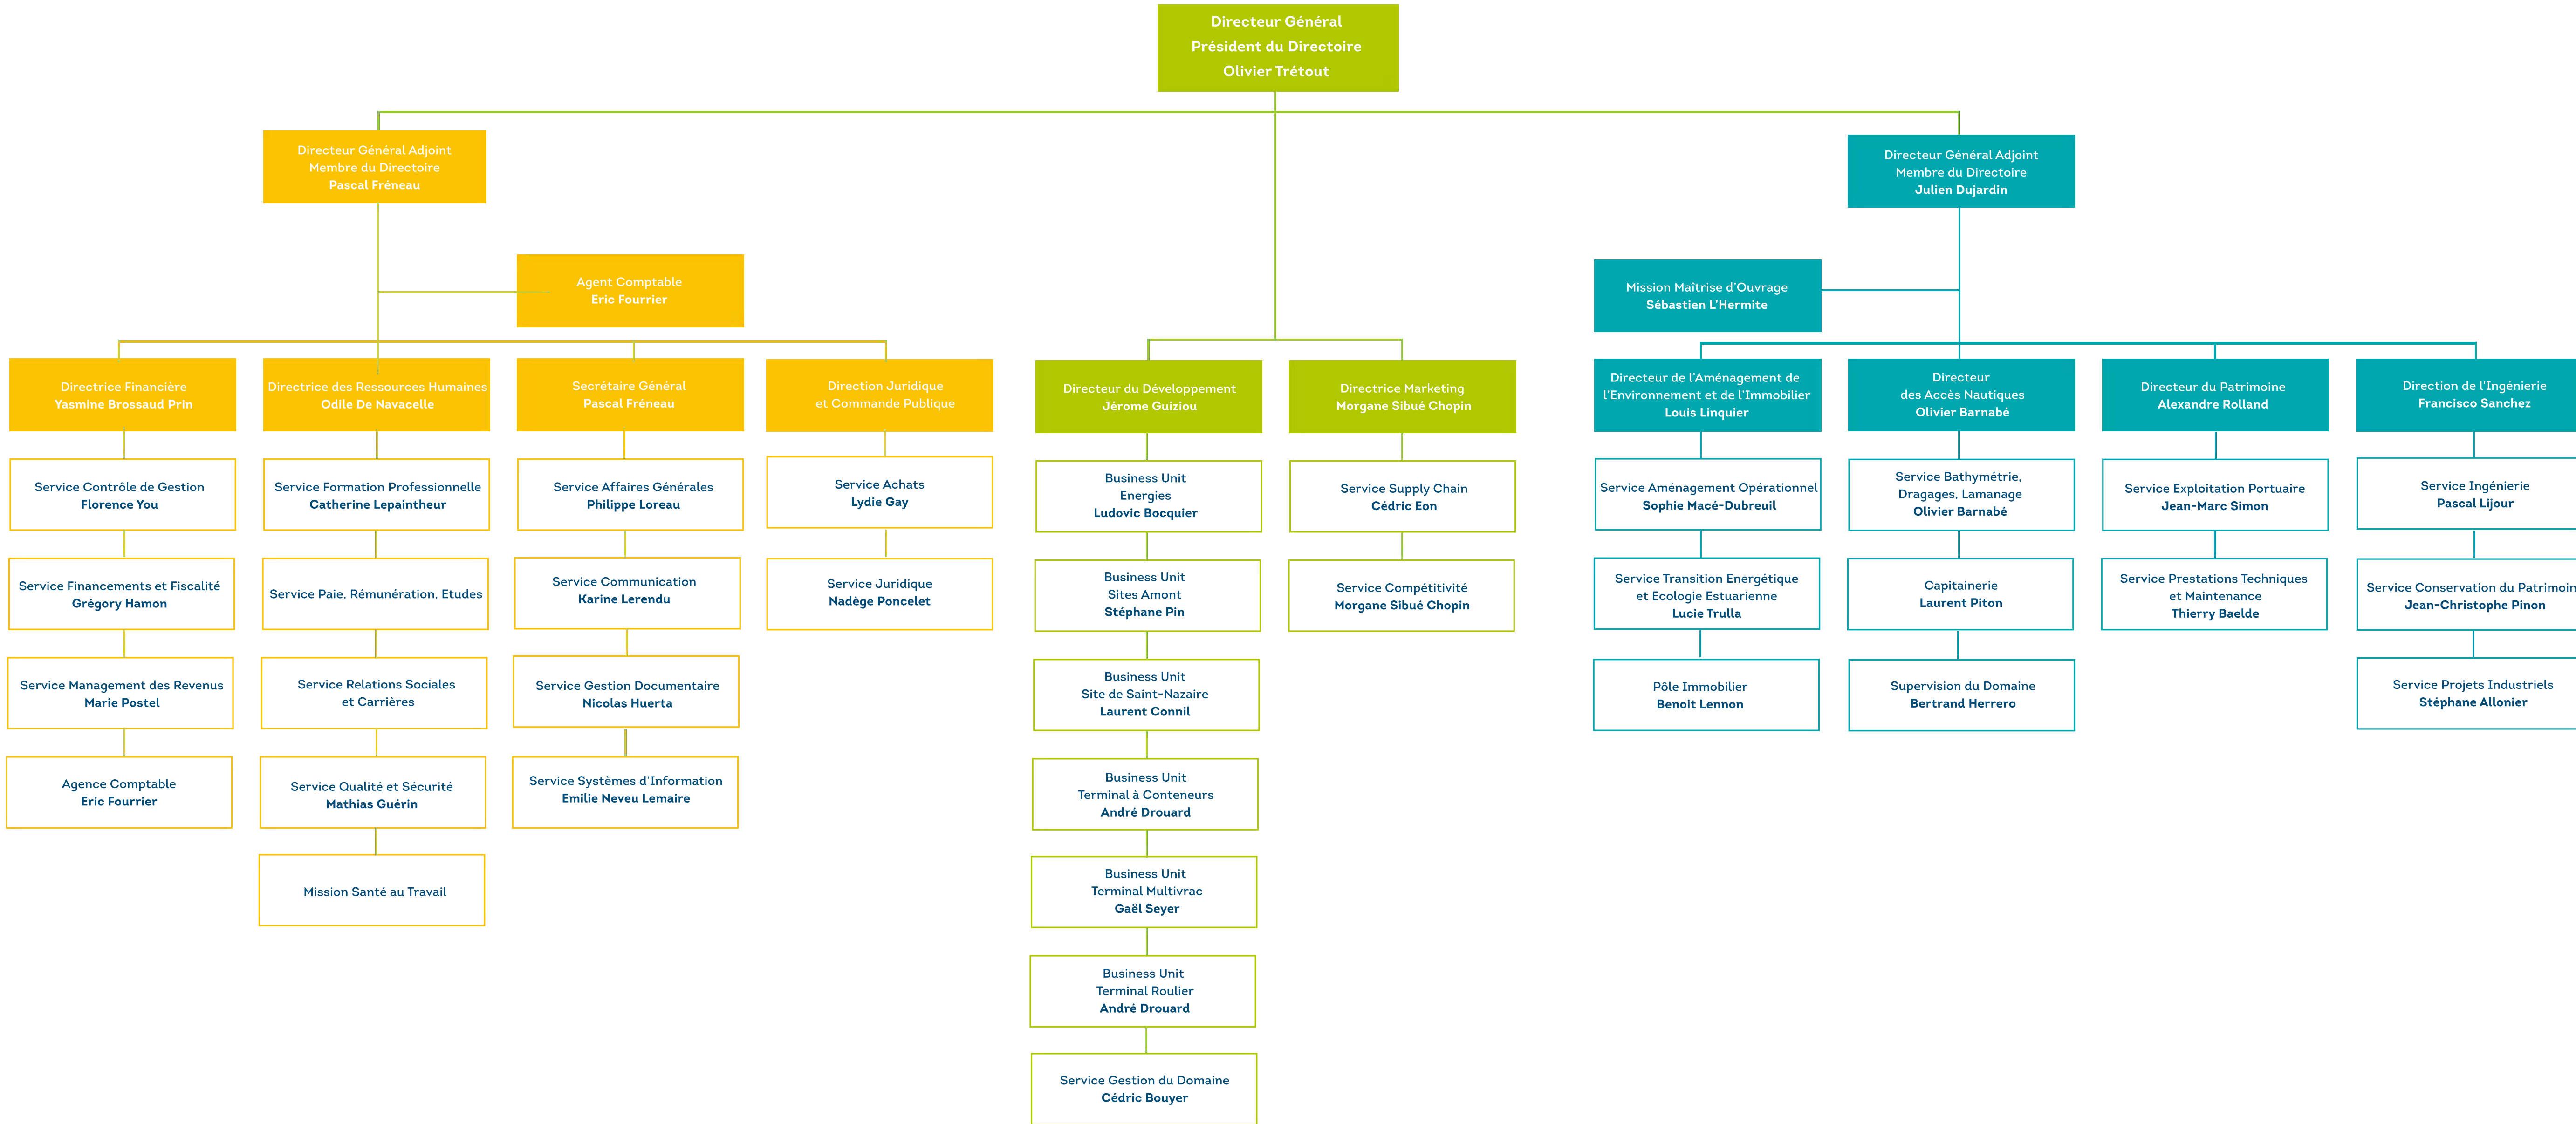 Directeur Général
Président du Directoire
Olivier Trétout
Directeur Général Adjoint
Membre du Directoire
Pascal Fréneau
Directeur Général Adjoint
Membre du Directoire
Julien Dujardin
Agent Comptable
Eric Fourrier
Mission Maîtrise d'Ouvrage
Sébastien L'Hermite
Directrice Financière
Yasmine Brossaud Prin
Directrice des Ressources Humaines
Odile De Navacelle
Secrétaire Général
Pascal Fréneau
Direction Juridique
et Commande Publique
Directeur du Développement
Jérome Guiziou
Directrice Marketing
Morgane Sibué Chopin
Directeur de l'Aménagement de
l'Environnement et de l'Immobilier
Louis Linquier
Directeur
des Accès Nautiques
Olivier Barnabé
Directeur du Patrimoine
Alexandre Rolland
Direction de l'Ingénierie
Francisco Sanchez
Service Contrôle de Gestion
Florence You
Service Formation Professionnelle
Catherine Lepaintheur
Service Affaires Générales
Philippe Loreau
Service Achats
Lydie Gay
Business Unit
Energies
Ludovic Bocquier
Service Supply Chain
Cédric Eon
Service Aménagement Opérationnel
Sophie Macé-Dubreuil
Service Bathymétrie,
Dragages, Lamanage
Olivier Barnabé
Service Exploitation Portuaire
Jean-Marc Simon
Service Ingénierie
Pascal Lijour
Service Financements et Fiscalité
Grégory Hamon
Service Paie, Rémunération, Etudes
Service Communication
Karine Lerendu
Service Juridique
Nadège Poncelet
Business Unit
Sites Amont
Stéphane Pin
Service Compétitivité
Morgane Sibué Chopin
Service Transition Energétique
et Ecologie Estuarienne
Lucie Trulla
Capitainerie
Laurent Piton
Service Prestations Techniques
et Maintenance
Thierry Baelde
Service Conservation du Patrimoin
Jean-Christophe Pinon
Service Management des Revenus
Marie Postel
Service Relations Sociales
et Carrières
Service Gestion Documentaire
Nicolas Huerta
Business Unit
Site de Saint-Nazaire
Laurent Connil
Pôle Immobilier
Benoit Lennon
Supervision du Domaine
Bertrand Herrero
Service Projets Industriels
Stéphane Allonier
Agence Comptable
Eric Fourrier
Service Qualité et Sécurité
Mathias Guérin
Service Systèmes d'Information
Emilie Neveu Lemaire
Business Unit
Terminal à Conteneurs
André Drouard
Mission Santé au Travail
Business Unit
Terminal Multivrac
Gaël Seyer
Business Unit
Terminal Roulier
André Drouard
Service Gestion du Domaine
Cédric Bouyer